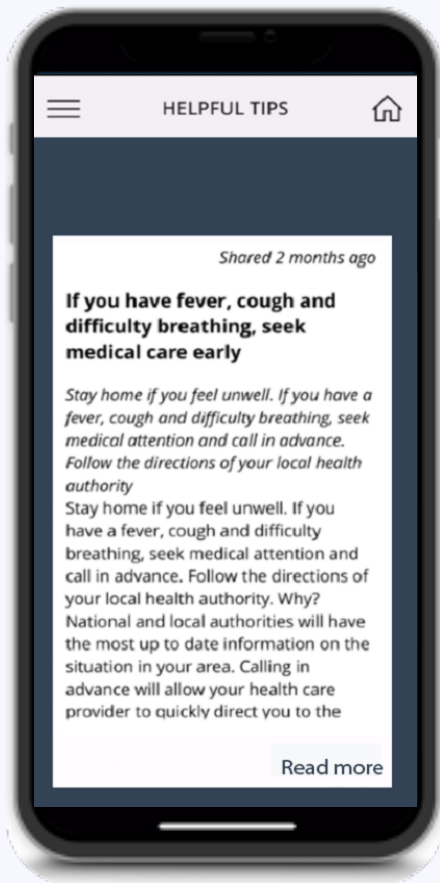 HELPFUL TIPS
Shared 2 months ago
If you have fever, cough and
difficulty breathing, seek
medical care early
Stay home if you feel unwell. If you have a
fever, cough and difficulty breathing, seek
medical attention and call in advance.
Follow the directions of your local health
authority
Stay home if you feel unwell. If you
have a fever, cough and difficulty
breathing, seek medical attention and
call in advance. Follow the directions of
your local health authority. Why?
National and local authorities will have
the most up to date information on the
situation in your area. Calling in
advance will allow your health care
provider to quickly direct you to the
Read more